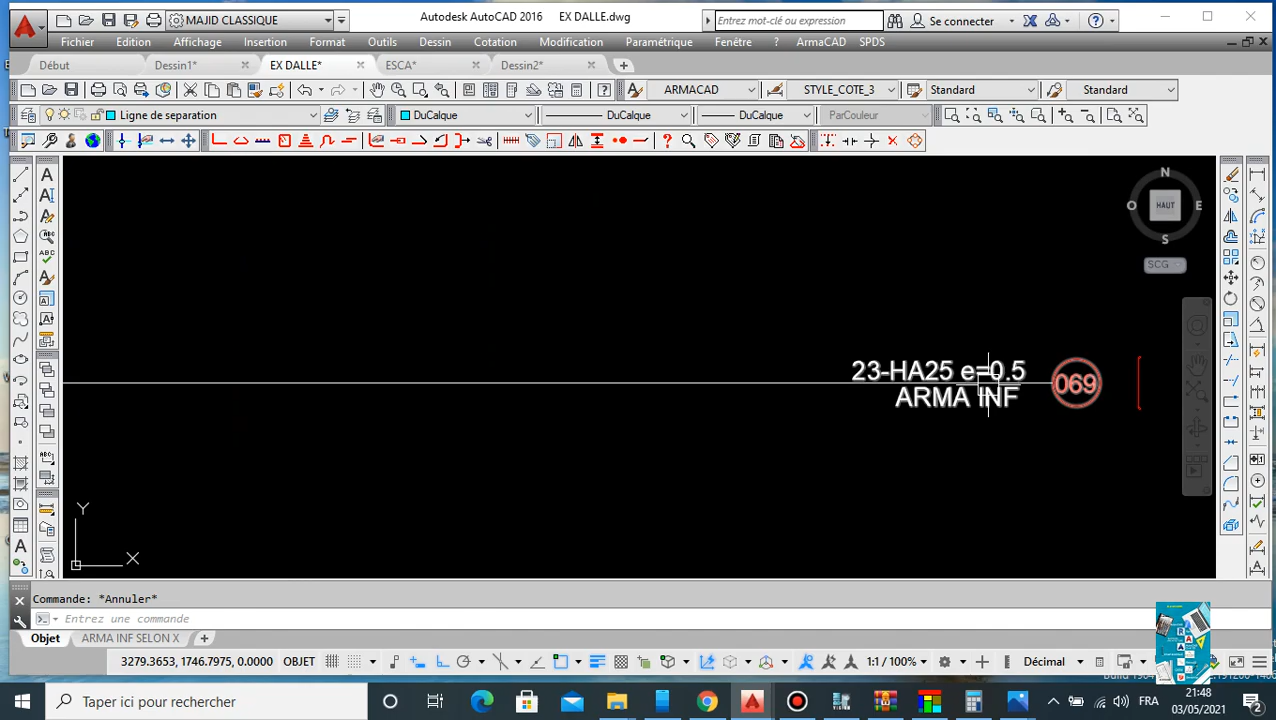 MAJID CLASSIQUE
Autodesk AutoCAD 2016 EX DALLE.dwg
Entrez mot-clé ou expression
Se connecter
Fichier Edition Affichage Insertion Format Outils Dessin Cotation Modification Paramétrique Fenêtre ? ArmaCAD SPDS
Début Dessin1* EX DALLE* ESCA* Dessin2*
ARMACAD STYLE_COTE_3 Standard Standard
Ligne de separation DuCalque DuCalque DuCalque ParCouleur
N
O HAUT E
S
SCG
23-HA25 e=0.5
ARMA INF
069
Y
X
Commande: *Annuler*
Entrez une commande
Objet ARMA INF SELON X
3279.3653, 1746.7975, 0.0000 OBJET 1:1 / 100% Décimal
Taper ici pour rechercher
FRA
21:48
03/05/2021
2